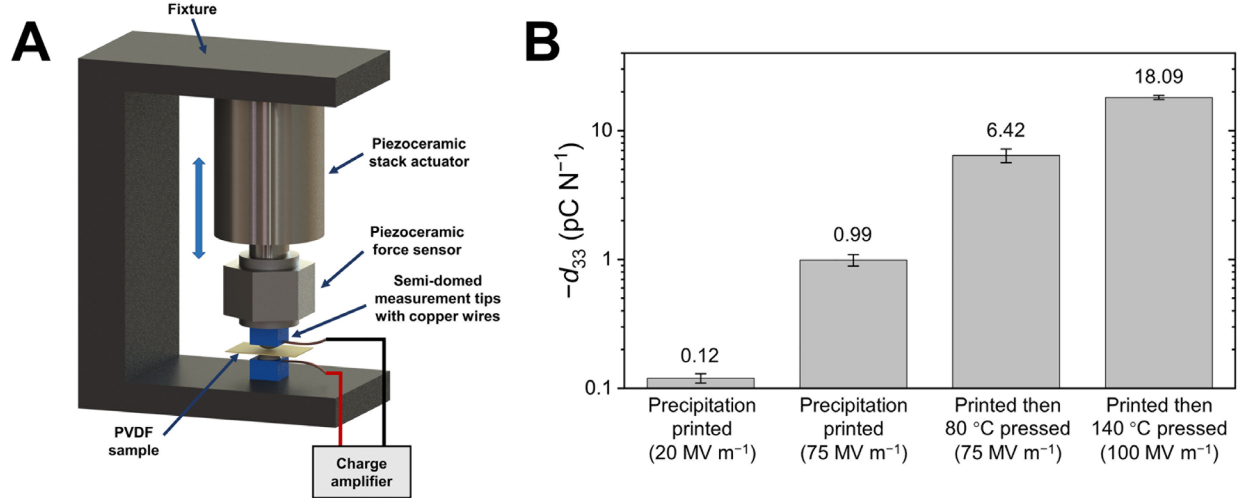 A
Fixture
Piezoceramic
stack actuator
Piezoceramic
force sensor
Semi-domed
measurement tips
with copper wires
PVDF
sample
Charge
amplifier
B
−d33 (pC N−1)
10
1
0.1
0.12
0.99
6.42
18.09
Precipitation
printed
(20 MV m−1)
Precipitation
printed
(75 MV m−1)
Printed then
80 °C pressed
(75 MV m−1)
Printed then
140 °C pressed
(100 MV m−1)